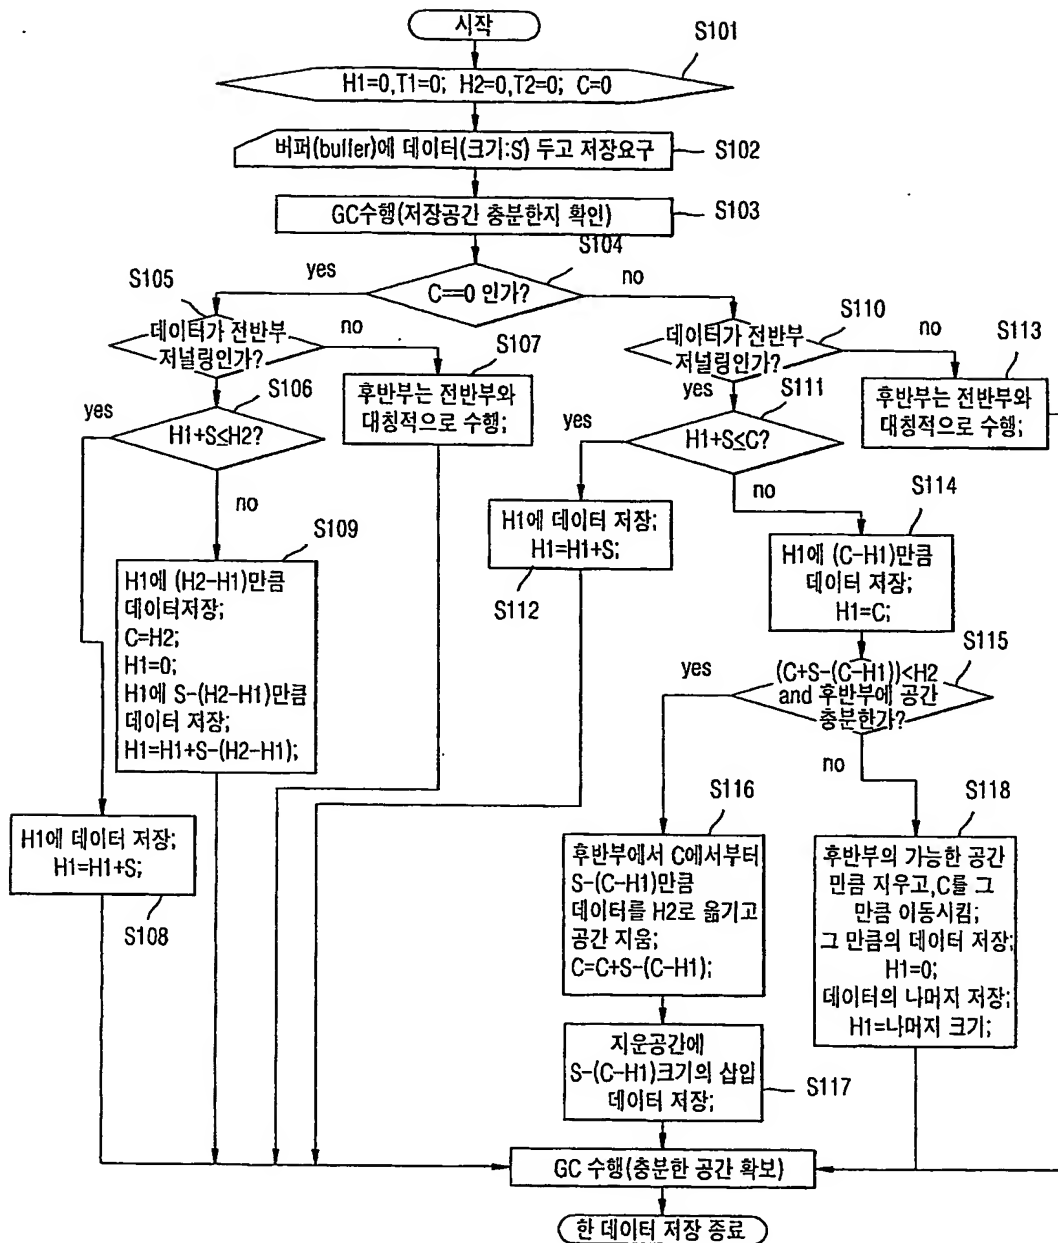 시작
S101
H1=0,T1=0; H2=0,T2=0; C=0
버퍼(buffer)에 데이터(크기:S) 두고 저장요구
S102
GC수행(저장공간 충분한지 확인)
S103
S104
yes
C==0 인가?
no
S105
데이터가 전반부
저널링인가?
no
S107
후반부는 전반부와
대칭적으로 수행;
S110
데이터가 전반부
저널링인가?
no
S113
후반부는 전반부와
대칭적으로 수행;
yes
S106
yes
H1+S≤H2?
no
S111
yes
H1+S≤C?
no
S109
H1에 (H2-H1)만큼
데이터저장;
C=H2;
H1=0;
H1에 S-(H2-H1)만큼
데이터 저장;
H1=H1+S-(H2-H1);
H1에 데이터 저장;
H1=H1+S;
S112
S114
H1에 (C-H1)만큼
데이터 저장;
H1=C;
S115
yes
(C+S-(C-H1))<H2
and 후반부에 공간
충분한가?
no
H1에 데이터 저장;
H1=H1+S;
S108
S116
후반부에서 C에서부터
S-(C-H1)만큼
데이터를 H2로 옮기고
공간 지움;
C=C+S-(C-H1);
S118
후반부의 가능한 공간
만큼 지우고,C를 그
만큼 이동시킴;
그 만큼의 데이터 저장;
H1=0;
데이터의 나머지 저장;
H1=나머지 크기;
지운공간에
S-(C-H1)크기의 삽입
데이터 저장;
S117
GC 수행(충분한 공간 확보)
한 데이터 저장 종료